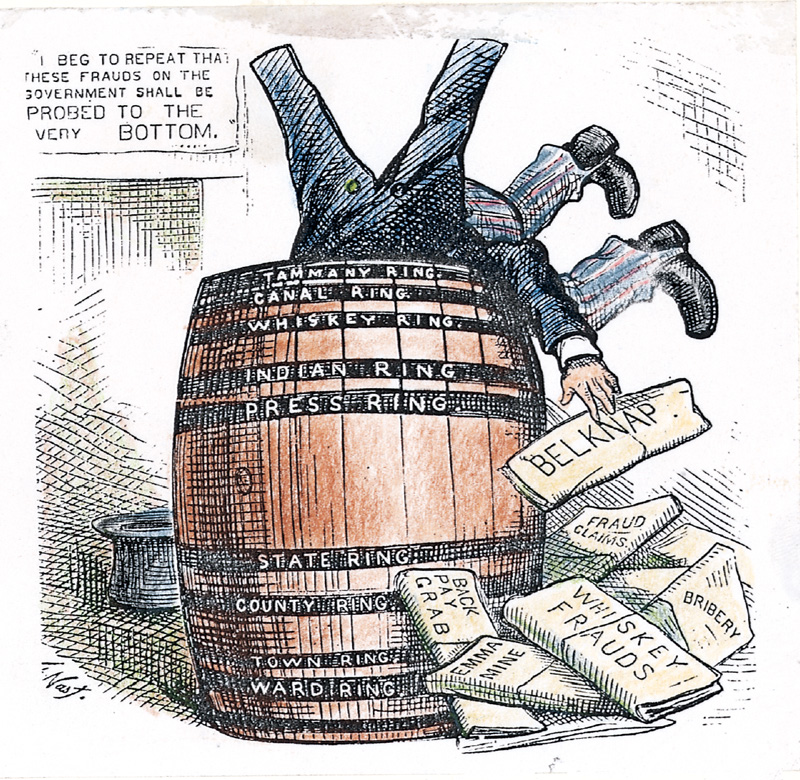 "I BEG TO REPEAT THAT
THESE FRAUDS ON THE
GOVERNMENT SHALL BE
PROBED TO THE
VERY BOTTOM.
TAMMANY RING.
CANAL RING.
WHISKEY RING.
INDIAN RING
PRESS RING.
BELKNAP
FRAUD
CLAIMS.
STATE RING.
COUNTY RING
BACK
PAY
GRAB
WHISKEY
FRAUDS
BRIBERY
EMMA
MINE
TOWN RING
WARD RING.
Th. Nast.